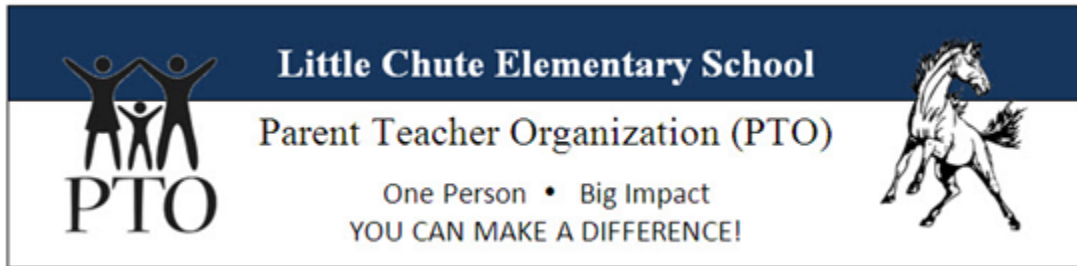 Little Chute Elementary School
Parent Teacher Organization (PTO)
One Person • Big Impact
YOU CAN MAKE A DIFFERENCE!
PTO